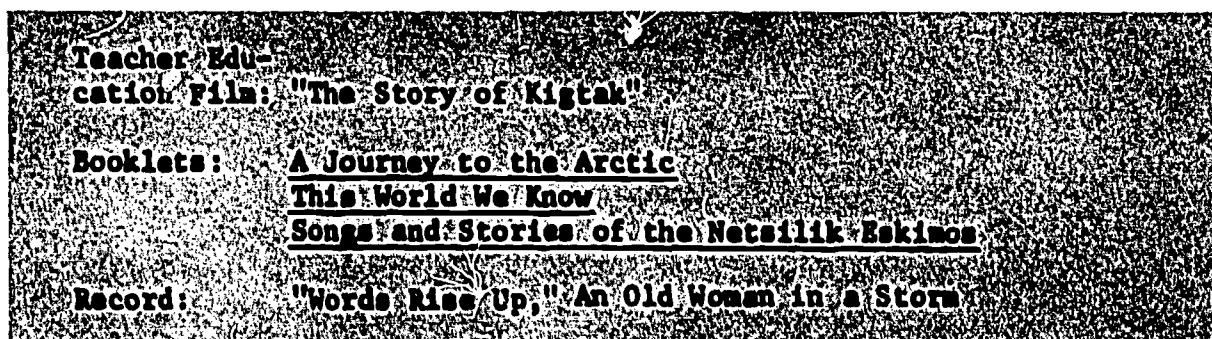 Teacher Edu-
cation Film: "The Story of Kigtak"
Booklets: A Journey to the Arctic
This World We Know
Songs and Stories of the Netsilik Eskimos
Record: "Words Rise Up," An Old Woman in a Storm